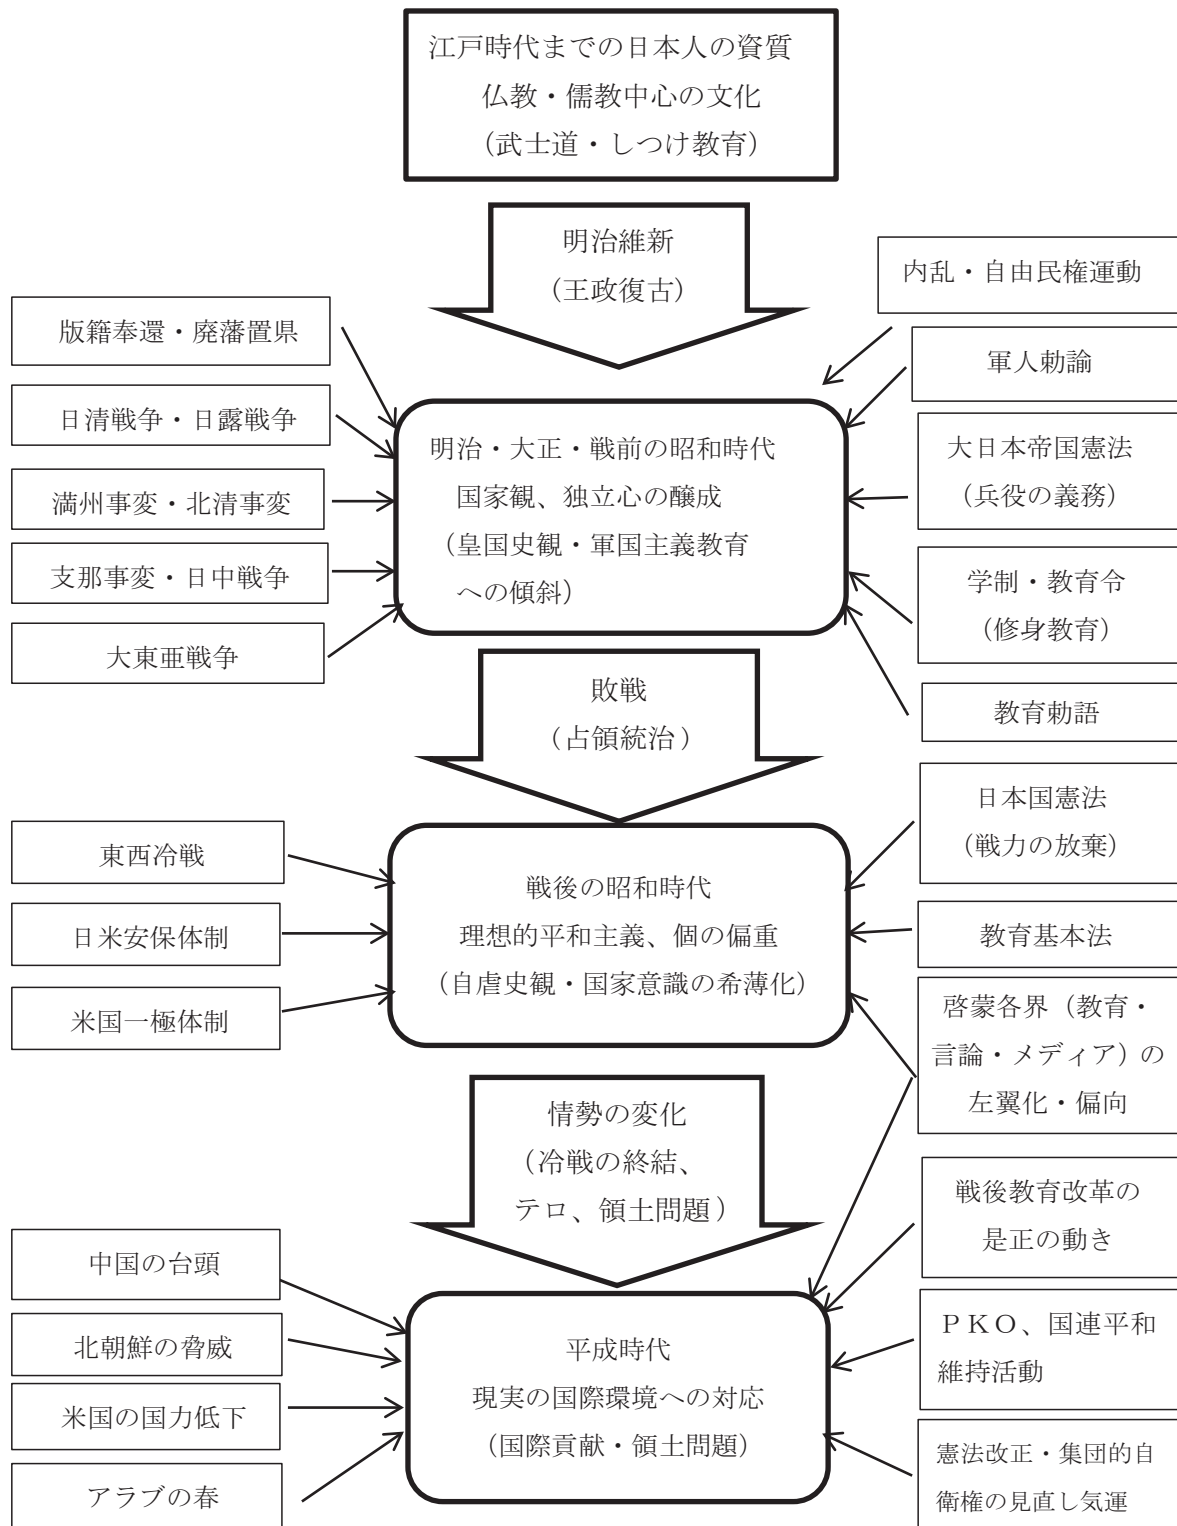 江戸時代までの日本人の資質
仏教・儒教中心の文化
（武士道・しつけ教育）
明治維新
（王政復古）
版籍奉還・廃藩置県
日清戦争・日露戦争
満州事変・北清事変
支那事変・日中戦争
大東亜戦争
内乱・自由民権運動
軍人勅諭
大日本帝国憲法
（兵役の義務）
学制・教育令
（修身教育）
教育勅語
明治・大正・戦前の昭和時代
国家観、独立心の醸成
（皇国史観・軍国主義教育
への傾斜）
敗戦
（占領統治）
東西冷戦
日米安保体制
米国一極体制
日本国憲法
（戦力の放棄）
教育基本法
啓蒙各界（教育・
言論・メディア）の
左翼化・偏向
戦後の昭和時代
理想的平和主義、個の偏重
（自虐史観・国家意識の希薄化）
情勢の変化
（冷戦の終結、
テロ、領土問題）
中国の台頭
北朝鮮の脅威
米国の国力低下
アラブの春
戦後教育改革の
是正の動き
ＰＫＯ、国連平和
維持活動
憲法改正・集団的自
衛権の見直し気運
平成時代
現実の国際環境への対応
（国際貢献・領土問題）